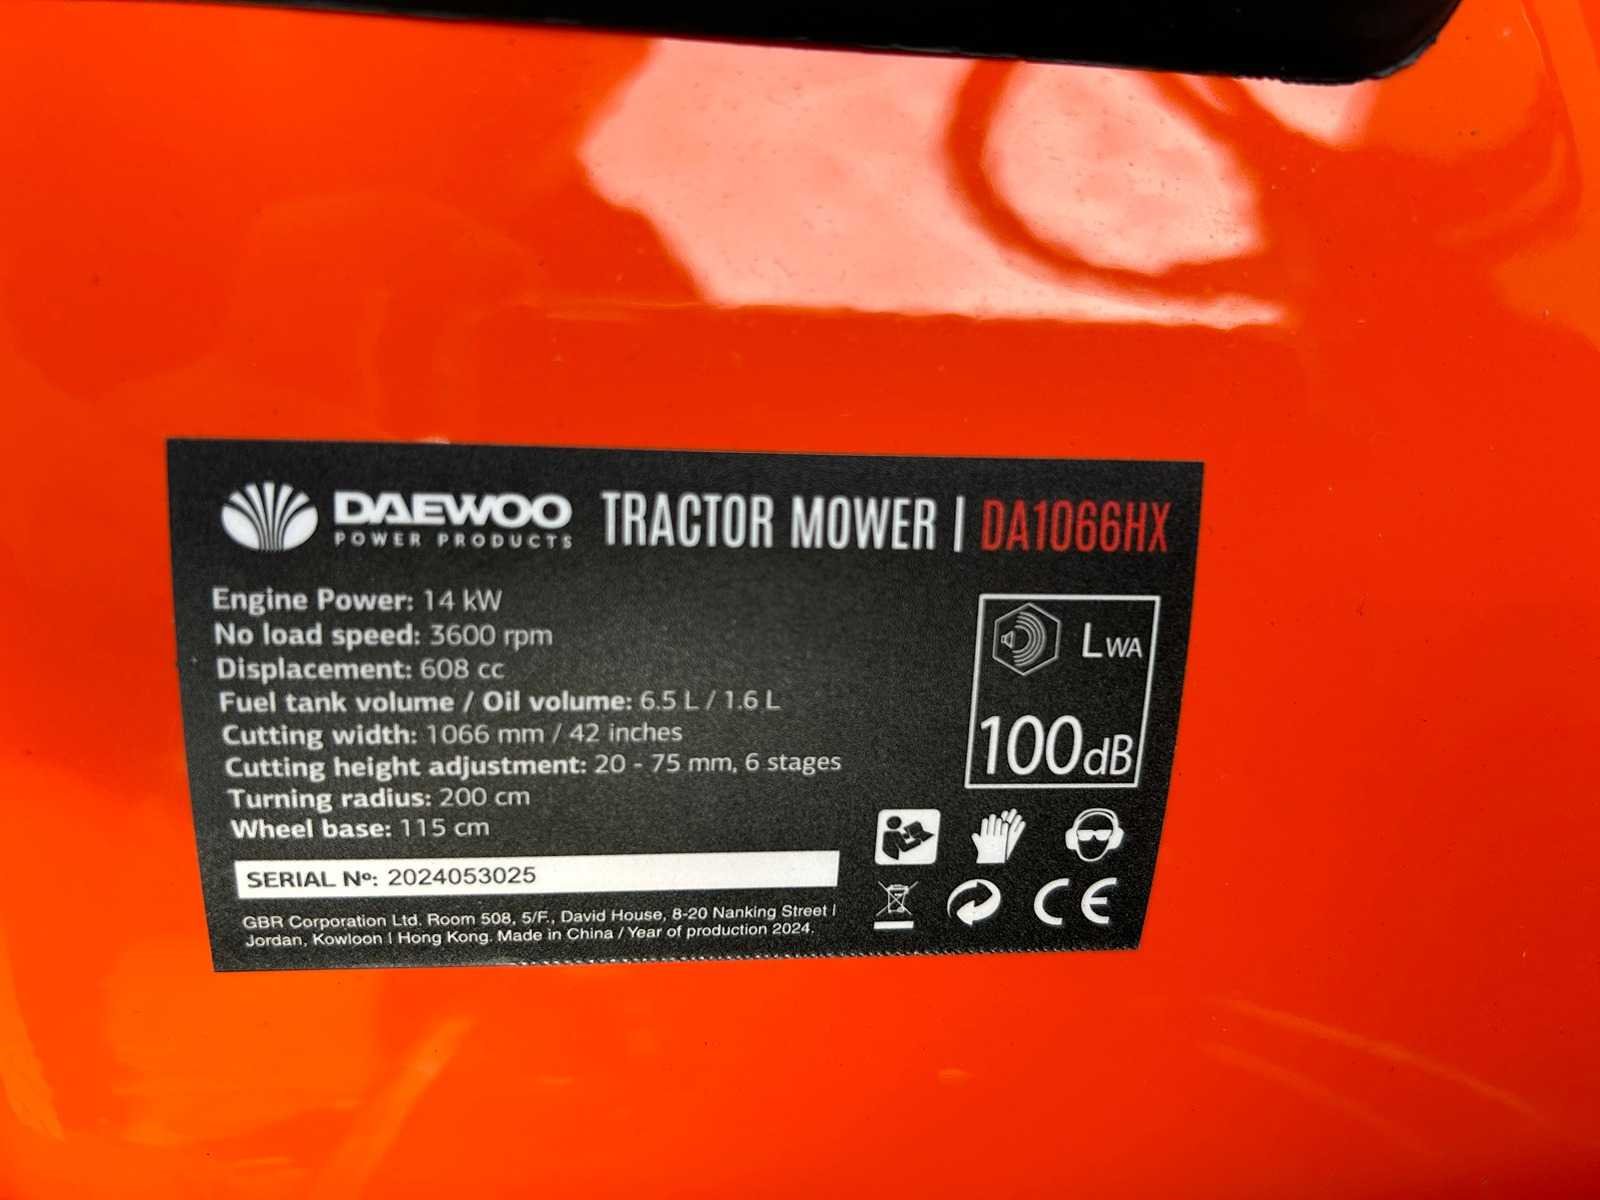 DAEWOO
POWER PRODUCTS
TRACTOR MOWER | DA1066HX
Engine Power: 14 kW
No load speed: 3600 rpm
Displacement: 608 cc
Fuel tank volume / Oil volume: 6.5 L / 1.6 L
Cutting width: 1066 mm / 42 inches
Cutting height adjustment: 20 - 75 mm, 6 stages
Turning radius: 200 cm
Wheel base: 115 cm
SERIAL Nº: 2024053025
GBR Corporation Ltd. Room 508, 5/F., David House, 8-20 Nanking Street |
Jordan, Kowloon | Hong Kong. Made in China / Year of production 2024.
LWA
100dB
CE